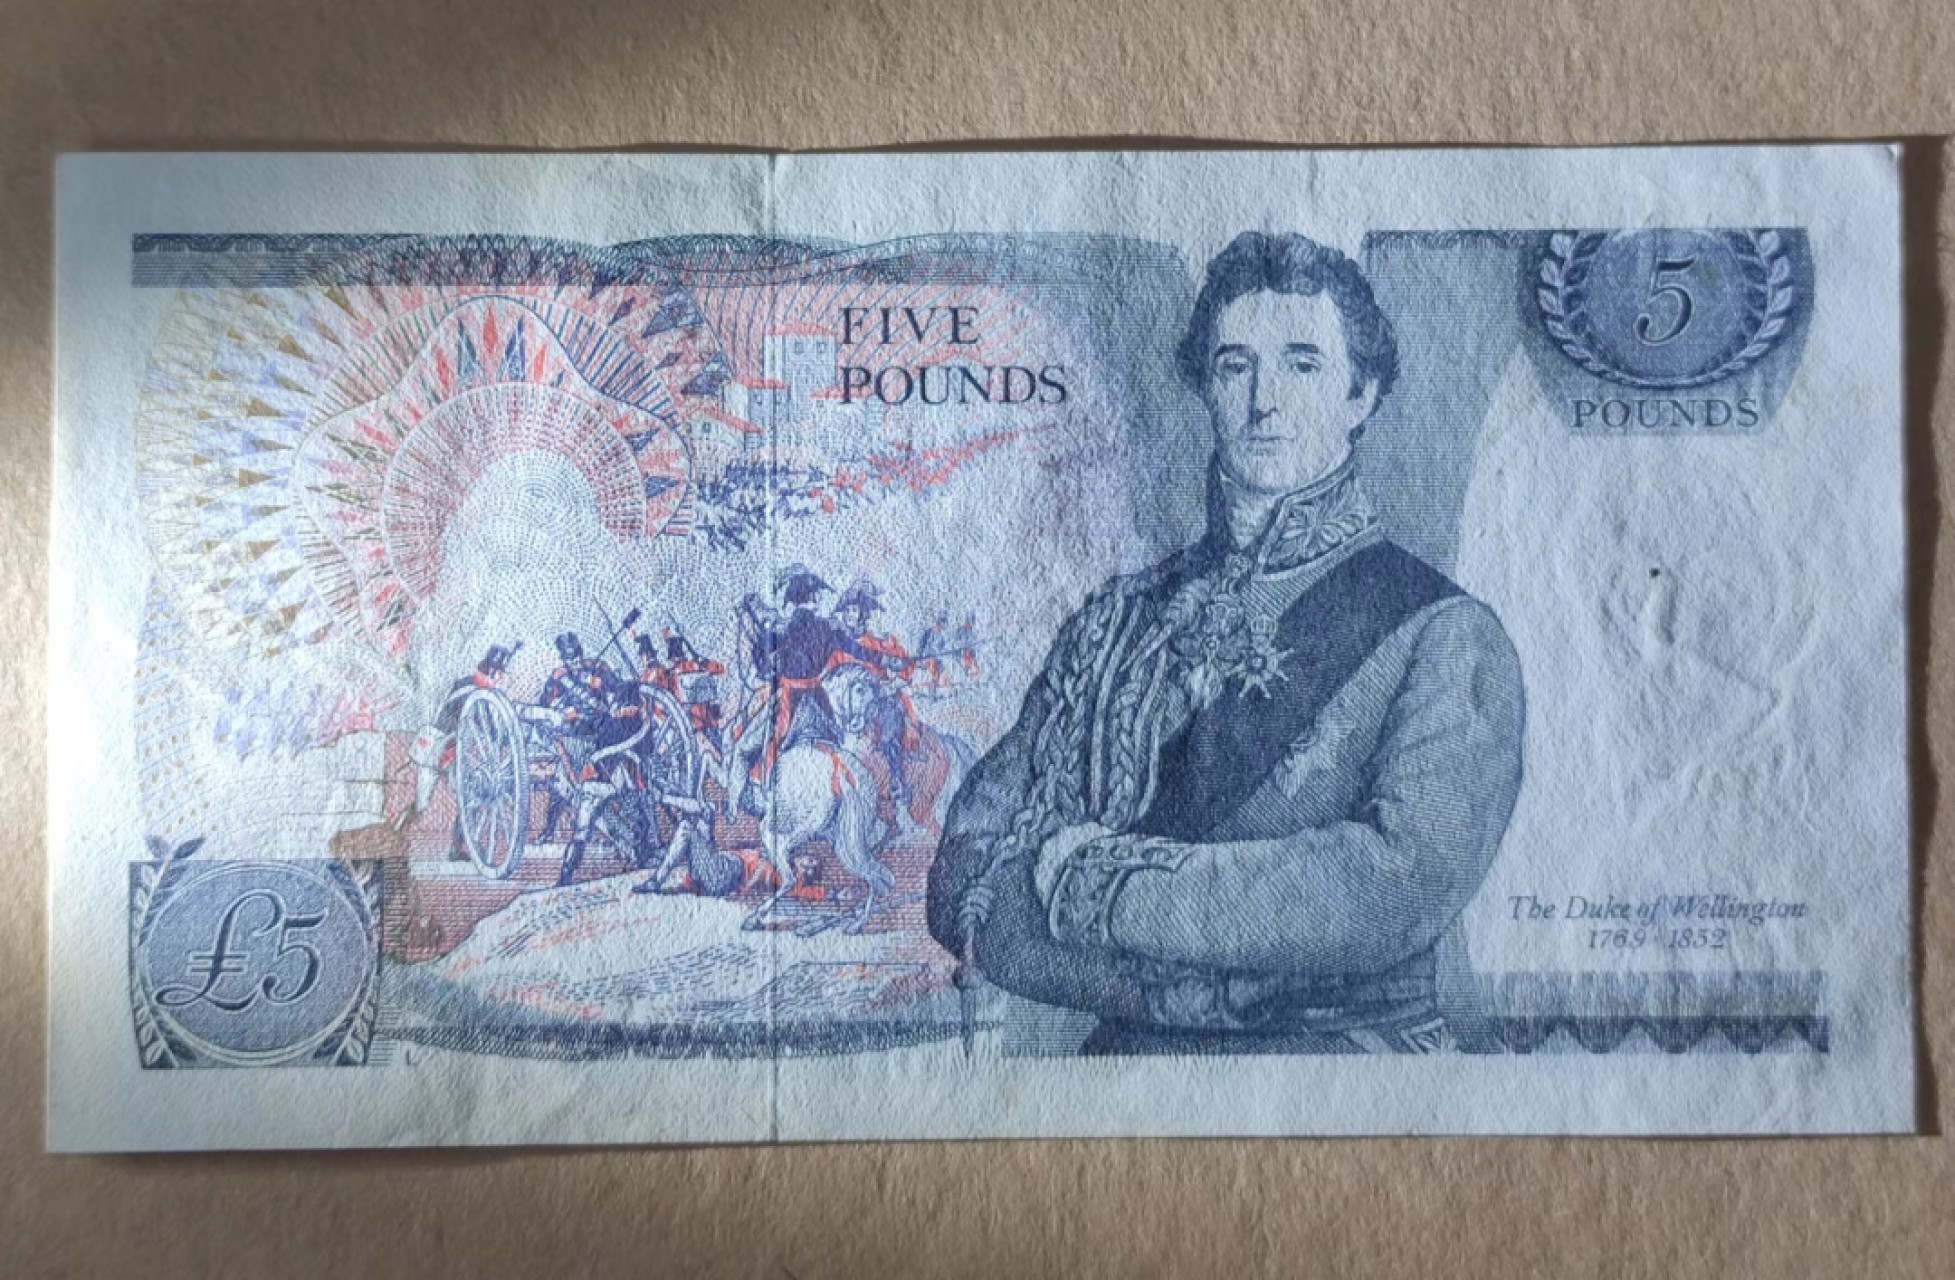 FIVE
POUNDS
5
POUNDS
£5
The Duke of Wellington
1769-1852
L